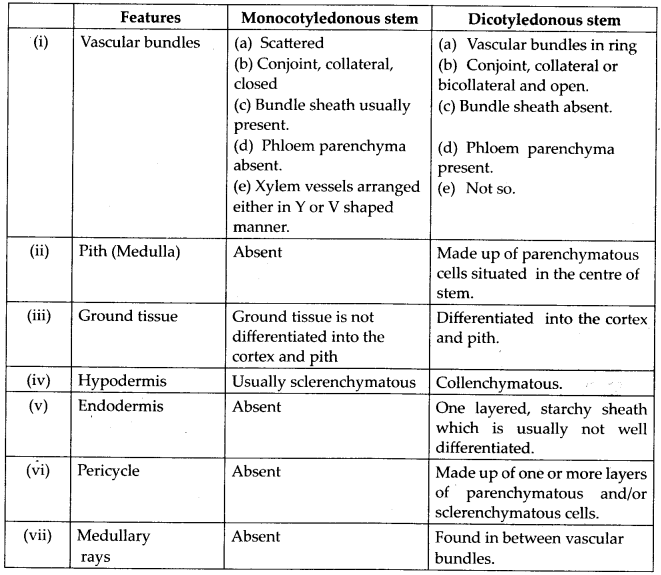 Features Monocotyledonous stem Dicotyledonous stem
(i) Vascular bundles
(a) Scattered
(b) Conjoint, collateral,
closed
(c) Bundle sheath usually
present.
(d) Phloem parenchyma
absent.
(e) Xylem vessels arranged
either in Y or V shaped
manner.
(a) Vascular bundles in ring
(b) Conjoint, collateral or
bicollateral and open.
(c) Bundle sheath absent.
(d) Phloem parenchyma
present.
(e) Not so.
(ii) Pith (Medulla)
Absent
Made up of parenchymatous
cells situated in the centre of
stem.
(iii) Ground tissue
Ground tissue is not
differentiated into the
cortex and pith
Differentiated into the cortex
and pith.
(iv) Hypodermis
Usually sclerenchymatous
Collenchymatous.
(v) Endodermis
Absent
One layered, starchy sheath
which is usually not well
differentiated.
(vi) Pericycle
Absent
Made up of one or more layers
of parenchymatous and/or
sclerenchymatous cells.
(vii) Medullary
rays
Absent
Found in between vascular
bundles.